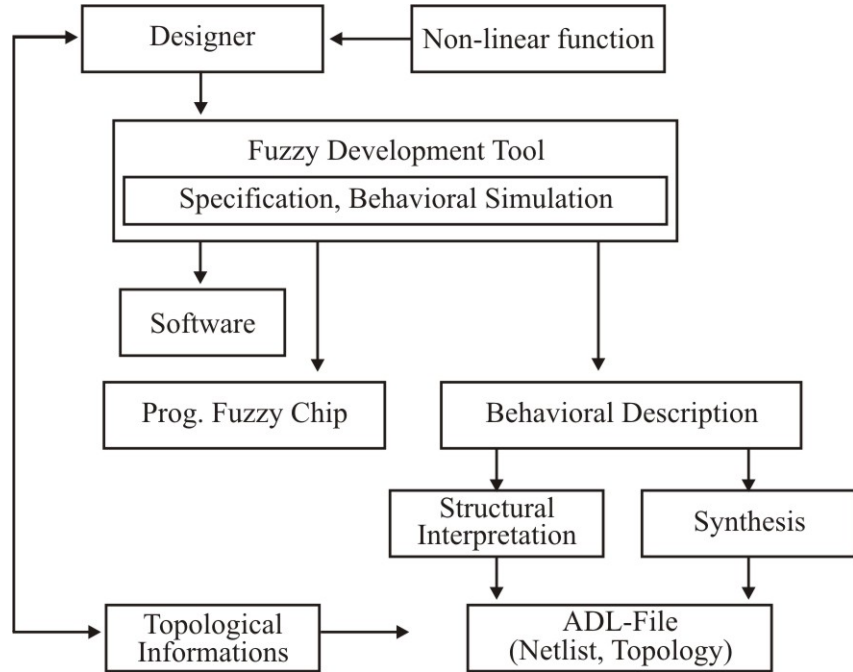 Designer
Non-linear function
Fuzzy Development Tool
Specification, Behavioral Simulation
Software
Prog. Fuzzy Chip
Behavioral Description
Structural
Interpretation
Synthesis
Topological
Informations
ADL-File
(Netlist, Topology)